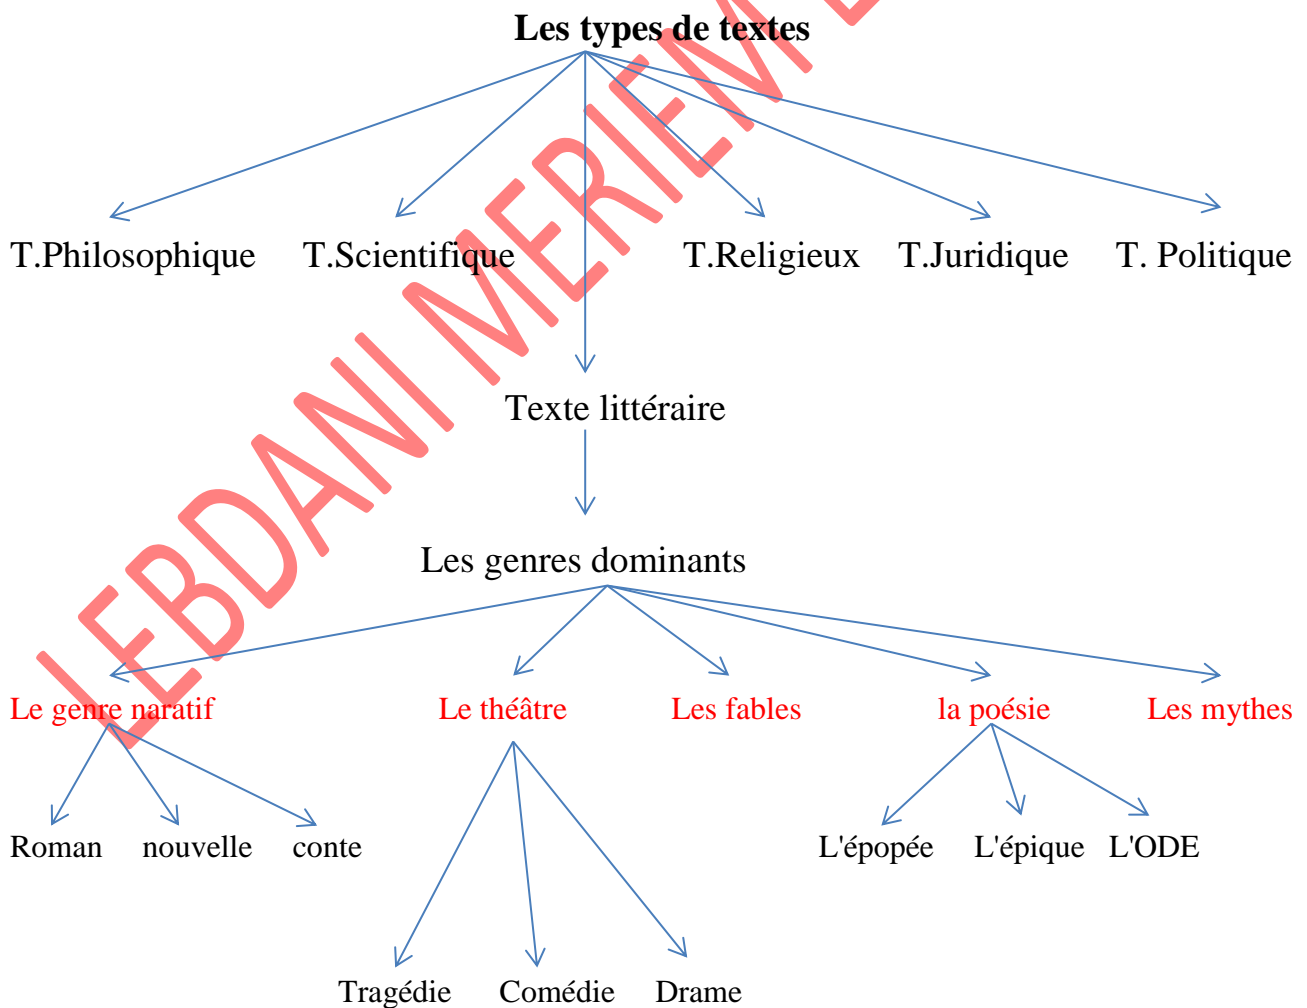 Les types de textes
T.Philosophique T.Scientifique T.Religieux T.Juridique T. Politique
Texte littéraire
Les genres dominants
Le genre naratif Le théâtre Les fables la poésie Les mythes
Roman nouvelle conte L'épopée L'épique L'ODE
Tragédie Comédie Drame
LEBDANI MERIEM